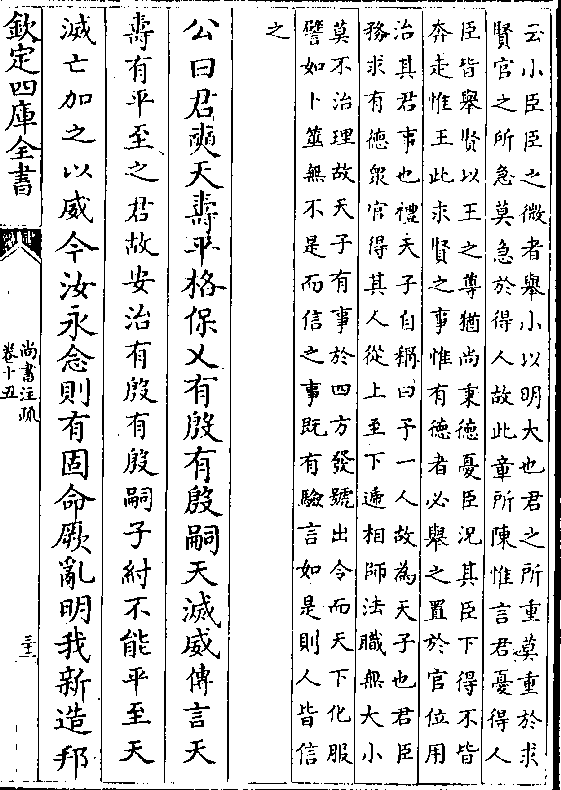 云小臣臣之微者舉小以明大也君之所重莫重於求
賢官之所急莫急於得人故此章所陳惟言君憂得人
臣皆舉賢以王之尊猶尚秉德憂臣況其臣下得不皆
奔走惟王此求賢之事惟有德者必舉之置於官位用
治其君事也禮天子自稱曰予一人故為天子也君臣
務求有德衆官得其人從上至下遞相師法職無大小
莫不治理故天子有事於四方發號出令而天下化服
譬如卜筮無不是而信之事既有驗言如是則人皆信
之
公曰君奭天壽平格保乂有殷有殷嗣天滅威傳言天
壽有平至之君故安治有殷有殷嗣子紂不能平至天
滅亡加之以威今汝永念則有固命厥亂明我新造邦
欽定四庫全書
尚書注疏
卷十五